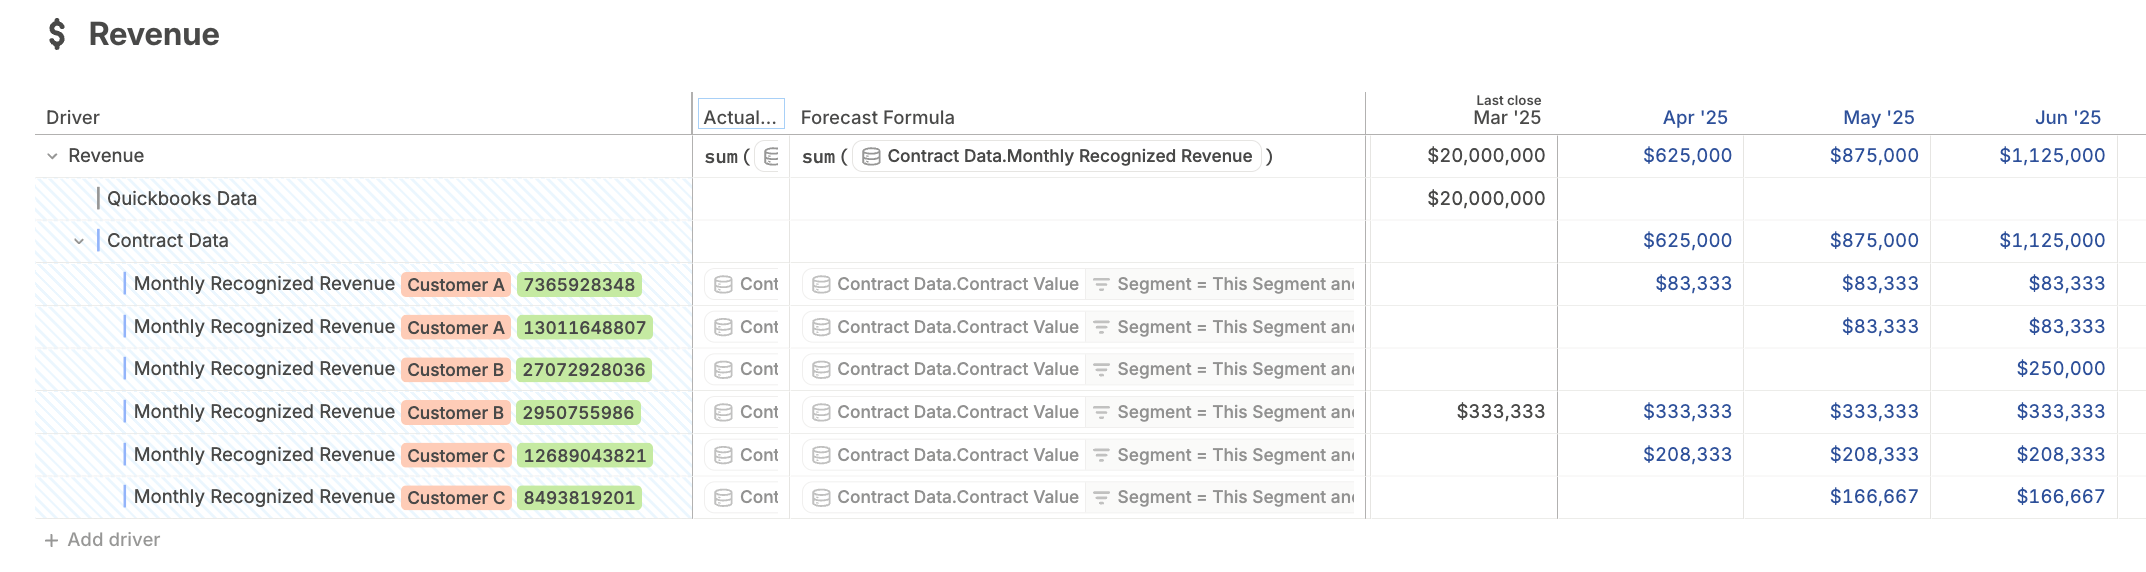 $ Revenue
Last close
Driver Actual... Forecast Formula Mar '25 Apr '25 May '25 Jun '25
Revenue sum ( sum ( Contract Data.Monthly Recognized Revenue ) $20,000,000 $625,000 $875,000 $1,125,000
Quickbooks Data $20,000,000
Contract Data $625,000 $875,000 $1,125,000
Monthly Recognized Revenue Customer A 7365928348 Cont Contract Data.Contract Value Segment = This Segment and $83,333 $83,333 $83,333
Monthly Recognized Revenue Customer A 13011648807 Cont Contract Data.Contract Value Segment = This Segment and $83,333 $83,333
Monthly Recognized Revenue Customer B 27072928036 Cont Contract Data.Contract Value Segment = This Segment and $250,000
Monthly Recognized Revenue Customer B 2950755986 Cont Contract Data.Contract Value Segment = This Segment and $333,333 $333,333 $333,333 $333,333
Monthly Recognized Revenue Customer C 12689043821 Cont Contract Data.Contract Value Segment = This Segment and $208,333 $208,333 $208,333
Monthly Recognized Revenue Customer C 8493819201 Cont Contract Data.Contract Value Segment = This Segment and $166,667 $166,667
+ Add driver